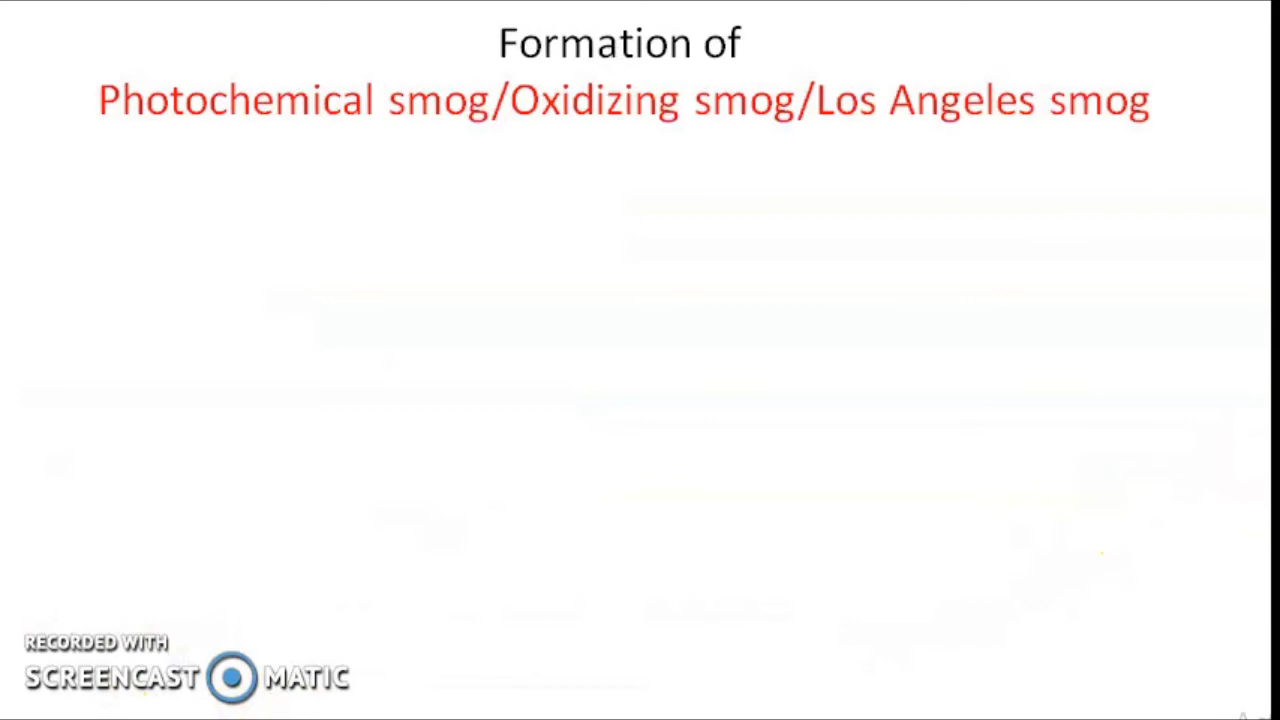 Formation of
Photochemical smog/Oxidizing smog/Los Angeles smog
RECORDED WITH
SCREENCAST MATIC